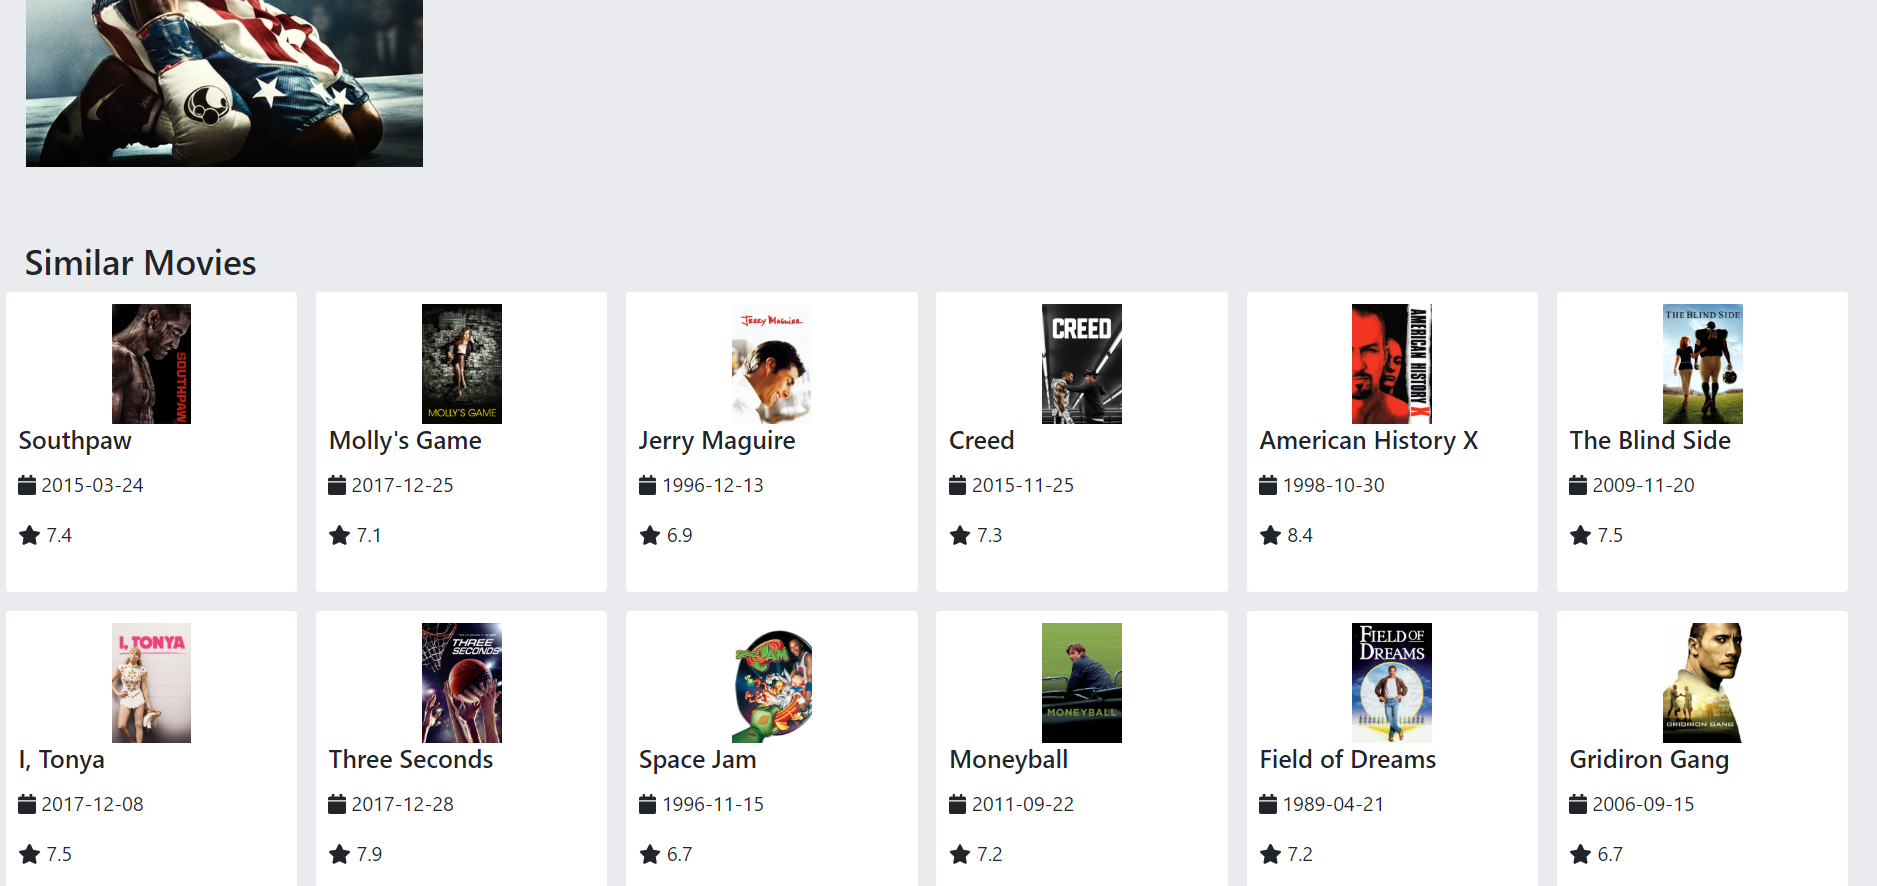 Similar Movies
SOUTHPAW
MOLLY'S GAME
Jerry Maguire
CREED
AMERICAN HISTORY X
THE BLIND SIDE
Southpaw
Molly's Game
Jerry Maguire
Creed
American History X
The Blind Side
2015-03-24
2017-12-25
1996-12-13
2015-11-25
1998-10-30
2009-11-20
7.4
7.1
6.9
7.3
8.4
7.5
I, TONYA
THREE
SECONDS
SPACE JAM
MONEYBALL
FIELD OF
DREAMS
GRIDIRON GANG
I, Tonya
Three Seconds
Space Jam
Moneyball
Field of Dreams
Gridiron Gang
2017-12-08
2017-12-28
1996-11-15
2011-09-22
1989-04-21
2006-09-15
7.5
7.9
6.7
7.2
7.2
6.7